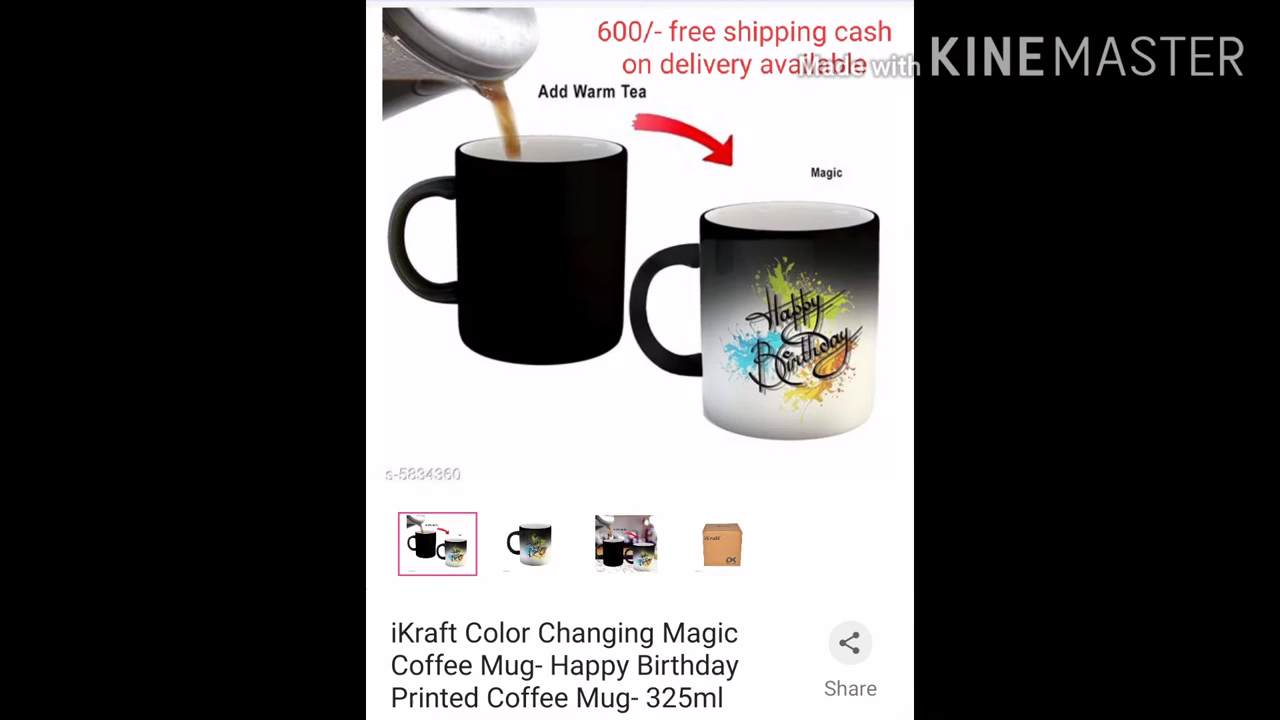 600/- free shipping cash
on delivery available
Made with KINEMASTER
Add Warm Tea
Magic
Happy
Birthday
s-5834360
iKraft
iKraft Color Changing Magic
Coffee Mug- Happy Birthday
Printed Coffee Mug- 325ml
Share